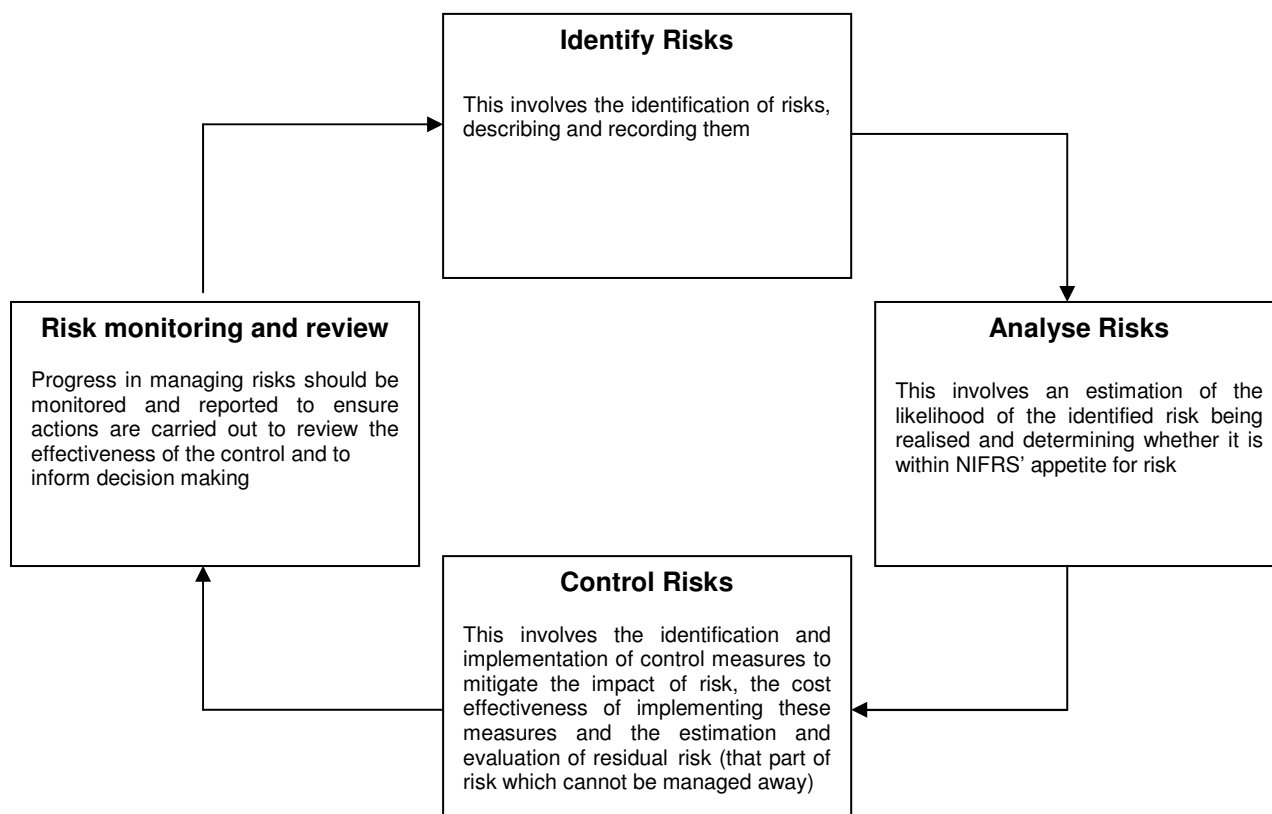 Identify Risks
This involves the identification of risks,
describing and recording them
Risk monitoring and review
Progress in managing risks should be
monitored and reported to ensure
actions are carried out to review the
effectiveness of the control and to
inform decision making
Analyse Risks
This involves an estimation of the
likelihood of the identified risk being
realised and determining whether it is
within NIFRS’ appetite for risk
Control Risks
This involves the identification and
implementation of control measures to
mitigate the impact of risk, the cost
effectiveness of implementing these
measures and the estimation and
evaluation of residual risk (that part of
risk which cannot be managed away)